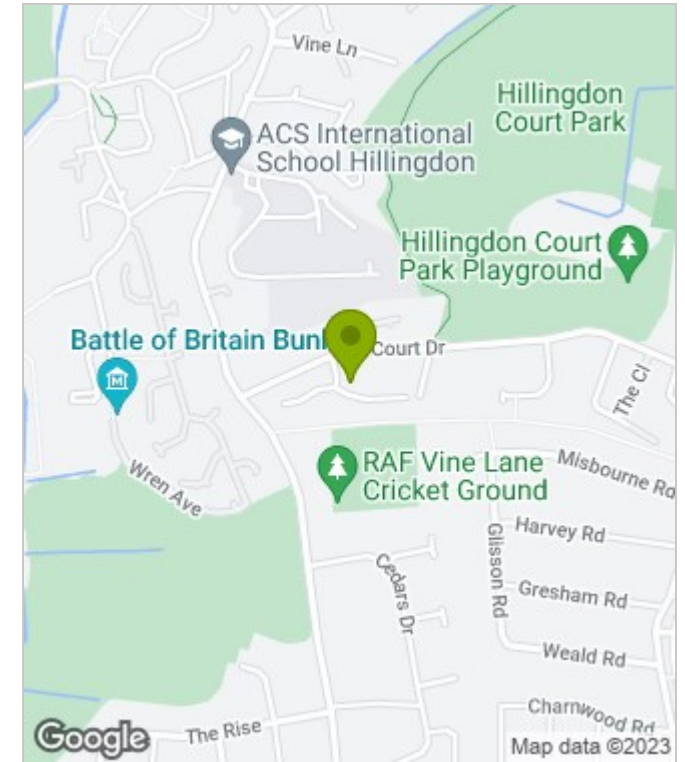 Vine Ln
Hillingdon
Court Park
ACS International
School Hillingdon
Hillingdon Court
Park Playground
Battle of Britain
Court Dr
The Cl
M
RAF Vine Lane
Cricket Ground
Misbourne Rd
Wren Ave
Glisson Rd
Harvey Rd
Cedars Dr
Gresham Rd
Weald Rd
Charnwood Rd
The Rise
Google
Map data ©2023